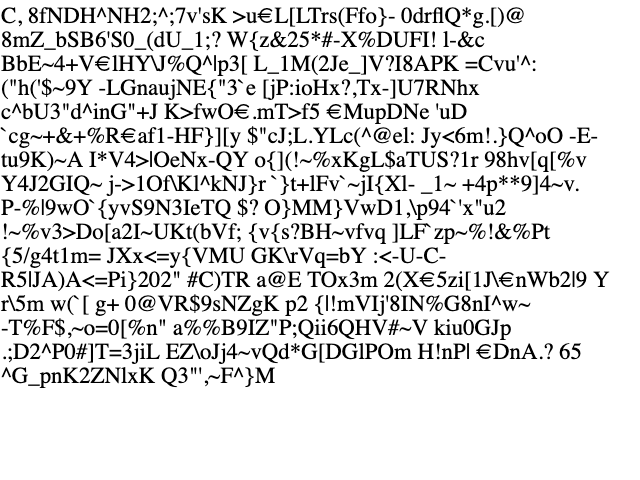 C, 8fNDH^NH2;^;7v'sK >u€L[LTrs(Ffo}- 0drflQ*g.[)@
8mZ_bSB6'S0_(dU_1;? W{z&25*#-X%DUFI! l-&c
BbE~4+V€lHY\J%Q^|p3[ L_1M(2Je_]V?I8APK =Cvu'^:
("h('$~9Y -LGnaujNE{"3`e [jP:ioHx?,Tx-]U7RNhx
c^bU3"d^inG"+J K>fwO€.mT>f5 €MupDNe 'uD
`cg~+&+%R€af1-HF}][y $"cJ;L.YLc(^@el: Jy<6m!.}Q^oO -E-
tu9K)~A I*V4>lOeNx-QY o{](!~%xKgL$aTUS?1r 98hv[q[%v
Y4J2GIQ~ j->1Of\Kl^kNJ}r `}t+lFv`~jI{Xl- _1~ +4p**9]4~v.
P-%|9wO`{yvS9N3IeTQ $? O}MM}VwD1,\p94`'x"u2
!~%v3>Do[a2I~UKt(bVf; {v{s?BH~vfvq ]LF`zp~%!&%Pt
{5/g4t1m= JXx<=y{VMU GK\rVq=bY :<-U-C-
R5|JA)A<=Pi}202" #C)TR a@E TOx3m 2(X€5zi[1J\€nWb2|9 Y
r\5m w(`[ g+ 0@VR$9sNZgK p2 {l!mVIj'8IN%G8nI^w~
-T%F$,~o=0[%n" a%%B9IZ"P;Qii6QHV#~V kiu0GJp
.;D2^P0#]T=3jiL EZ\oJj4~vQd*G[DGlPOm H!nP| €DnA.? 65
^G_pnK2ZNlxK Q3"',~F^}M